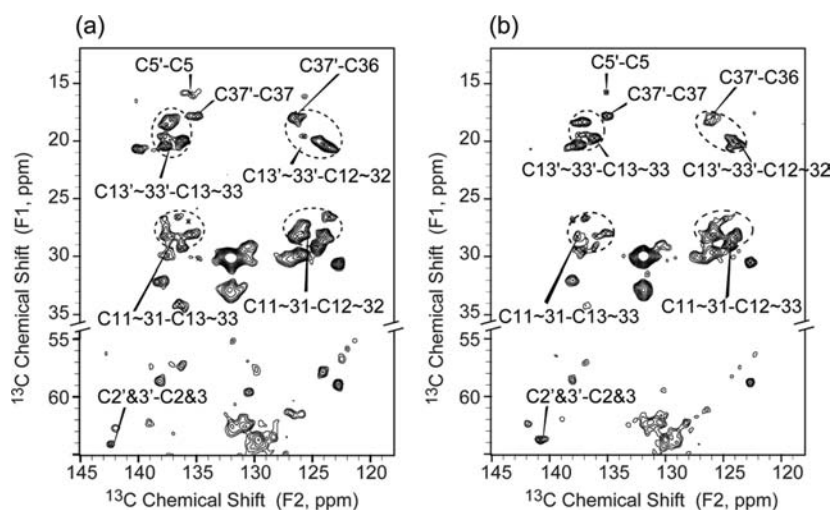 (a)
C5'-C5
C37'-C37
C37'-C36
C13'~33'-C13~33
C13'~33'-C12~32
C11~31-C13~33
C11~31-C12~32
C2'&3'-C2&3
15
20
25
30
35
55
60
145 140 135 130 125 120
¹³C Chemical Shift (F1, ppm)
¹³C Chemical Shift (F2, ppm)
(b)
C5'-C5
C37'-C37
C37'-C36
C13'~33'-C13~33
C13'~33'-C12~32
C11~31-C13~33
C11~31-C12~33
C2'&3'-C2&3
15
20
25
30
35
55
60
145 140 135 130 125 120
¹³C Chemical Shift (F1, ppm)
¹³C Chemical Shift (F2, ppm)